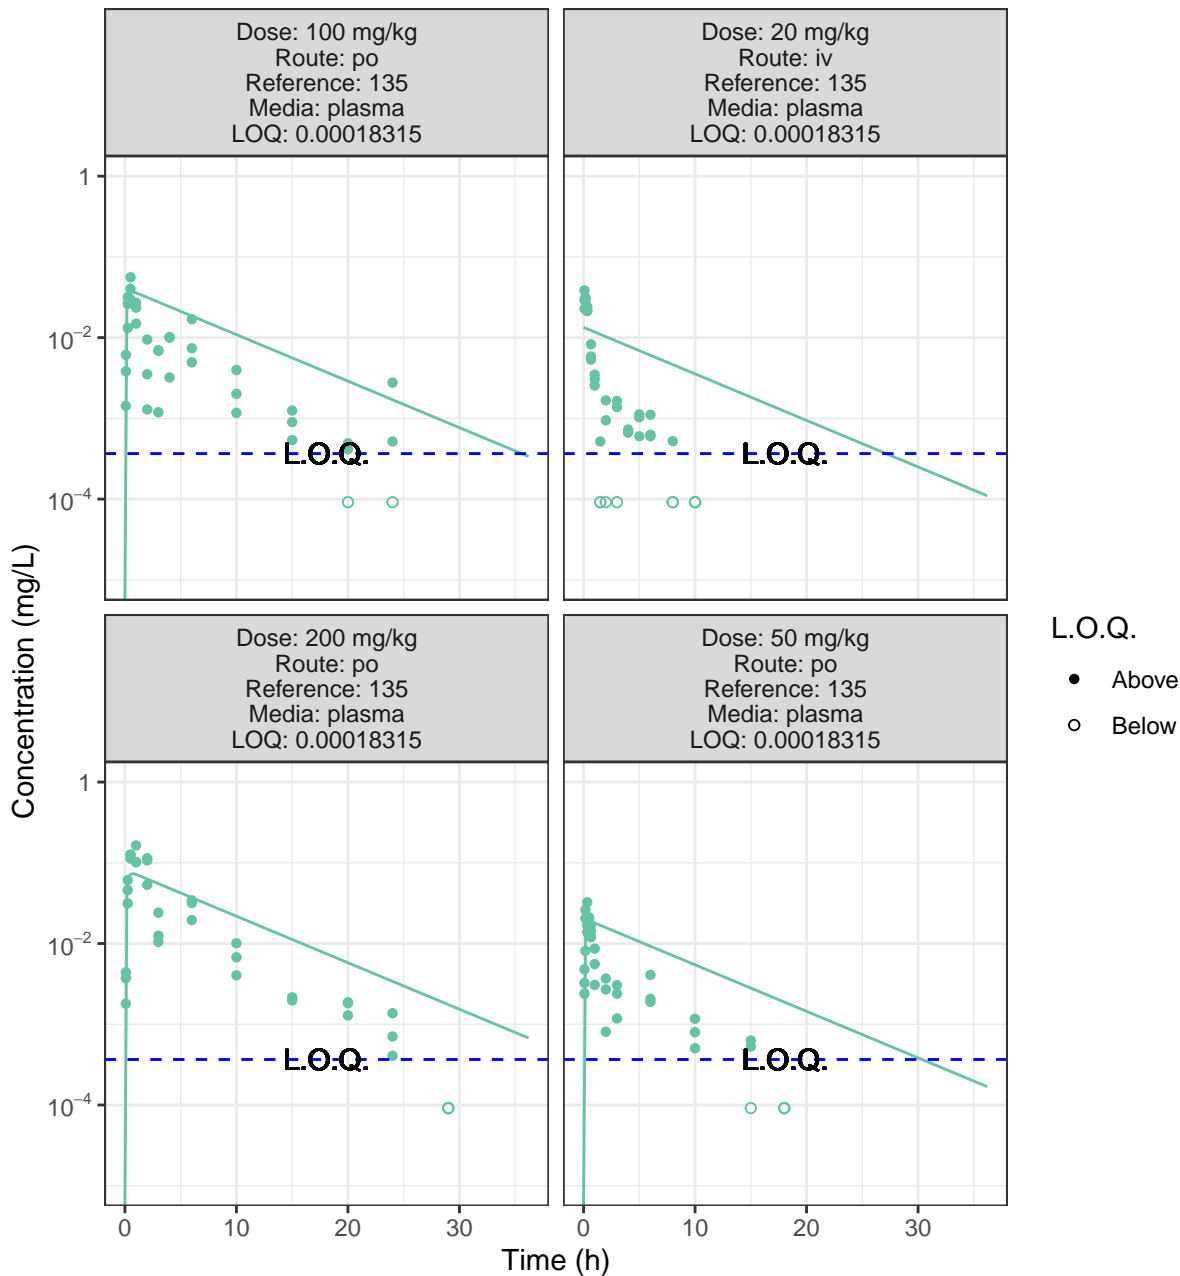 Dose: 100 mg/kg
Route: po
Reference: 135
Media: plasma
LOQ: 0.00018315
Dose: 20 mg/kg
Route: iv
Reference: 135
Media: plasma
LOQ: 0.00018315
1
10⁻²
10⁻⁴
L.O.Q.
L.O.Q.
Dose: 200 mg/kg
Route: po
Reference: 135
Media: plasma
LOQ: 0.00018315
Dose: 50 mg/kg
Route: po
Reference: 135
Media: plasma
LOQ: 0.00018315
1
10⁻²
10⁻⁴
L.O.Q.
L.O.Q.
0 10 20 30
0 10 20 30
Time (h)
Concentration (mg/L)
L.O.Q.
Above
Below